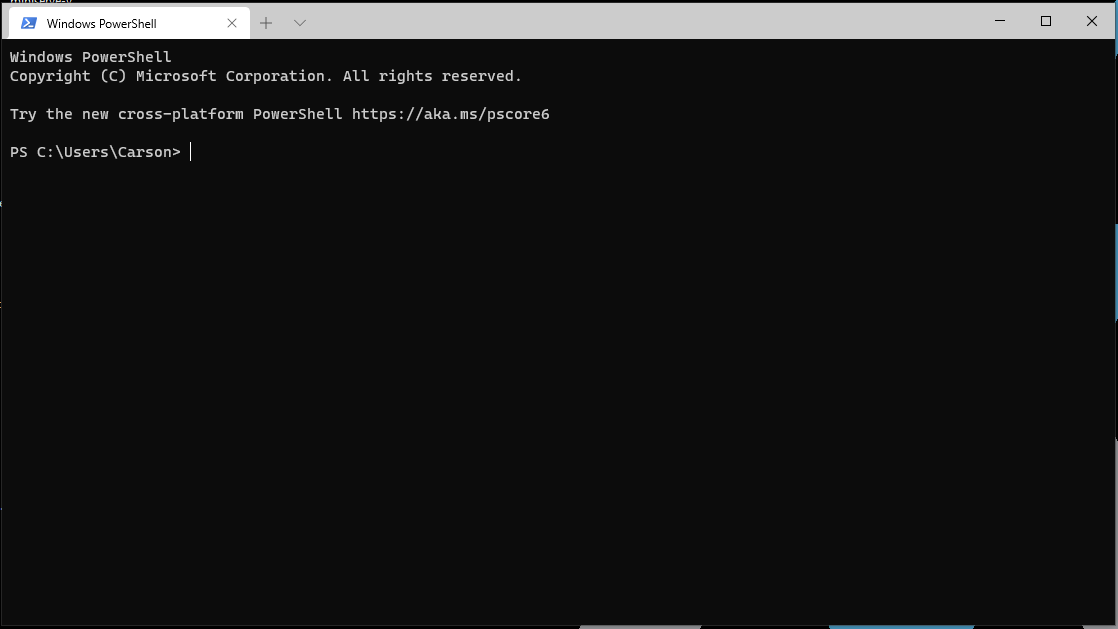 Windows PowerShell
Windows PowerShell
Copyright (C) Microsoft Corporation. All rights reserved.
Try the new cross-platform PowerShell https://aka.ms/pscore6
PS C:\Users\Carson>